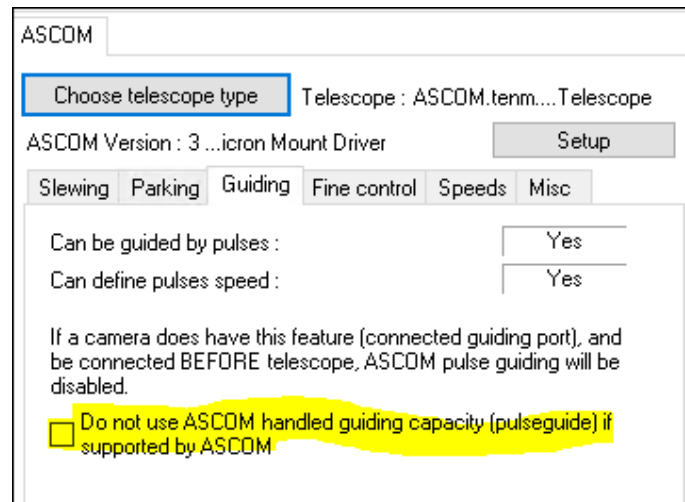 ASCOM
Choose telescope type Telescope : ASCOM.tenm....Telescope
ASCOM Version : 3 ...icron Mount Driver Setup
Slewing Parking Guiding Fine control Speeds Misc
Can be guided by pulses : Yes
Can define pulses speed : Yes
If a camera does have this feature (connected guiding port), and
be connected BEFORE telescope, ASCOM pulse guiding will be
disabled.
Do not use ASCOM handled guiding capacity (pulseguide) if
supported by ASCOM